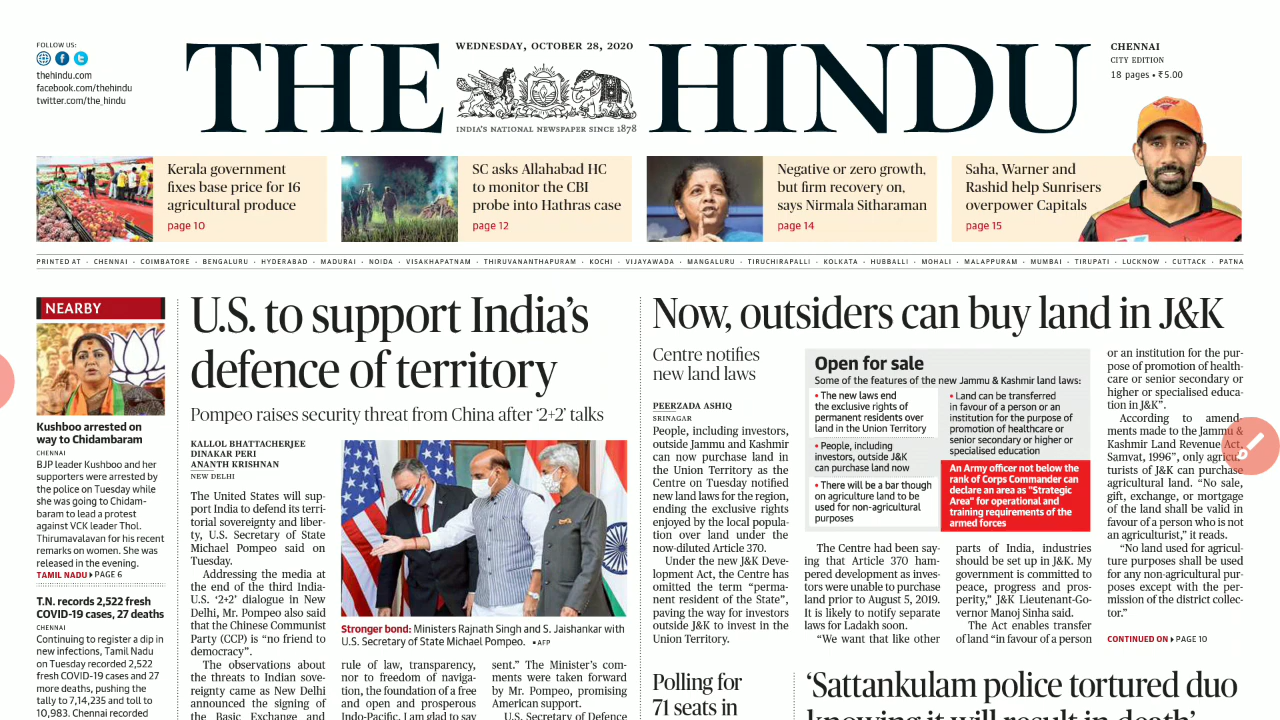 FOLLOW US:
thehindu.com
facebook.com/thehindu
twitter.com/the_hindu
THE HINDU
WEDNESDAY, OCTOBER 28, 2020
INDIA'S NATIONAL NEWSPAPER SINCE 1878
CHENNAI
CITY EDITION
18 pages • ₹5.00
Kerala government
fixes base price for 16
agricultural produce
page 10
SC asks Allahabad HC
to monitor the CBI
probe into Hathras case
page 12
Negative or zero growth,
but firm recovery on,
says Nirmala Sitharaman
page 14
Saha, Warner and
Rashid help Sunrisers
overpower Capitals
page 15
PRINTED AT · CHENNAI · COIMBATORE · BENGALURU · HYDERABAD · MADURAI · NOIDA · VISAKHAPATNAM · THIRUVANANTHAPURAM · KOCHI · VIJAYAWADA · MANGALURU · TIRUCHIRAPALLI · KOLKATA · HUBBALLI · MOHALI · MALAPPURAM · MUMBAI · TIRUPATI · LUCKNOW · CUTTACK · PATNA
NEARBY
Kushboo arrested on
way to Chidambaram
CHENNAI
BJP leader Kushboo and her
supporters were arrested by
the police on Tuesday while
she was going to Chidam-
baram to lead a protest
against VCK leader Thol.
Thirumavalavan for his recent
remarks on women. She was
released in the evening.
TAMIL NADU ▸ PAGE 6
T.N. records 2,522 fresh
COVID-19 cases, 27 deaths
CHENNAI
Continuing to register a dip in
new infections, Tamil Nadu
on Tuesday recorded 2,522
fresh COVID-19 cases and 27
more deaths, pushing the
tally to 7,14,235 and toll to
10,983. Chennai recorded
U.S. to support India's
defence of territory
Pompeo raises security threat from China after '2+2' talks
KALLOL BHATTACHERJEE
DINAKAR PERI
ANANTH KRISHNAN
NEW DELHI
The United States will sup-
port India to defend its terri-
torial sovereignty and liber-
ty, U.S. Secretary of State
Michael Pompeo said on
Tuesday.
Addressing the media at
the end of the third India-
U.S. '2+2' dialogue in New
Delhi, Mr. Pompeo also said
that the Chinese Communist
Party (CCP) is "no friend to
democracy".
The observations about
the threats to Indian sove-
reignty came as New Delhi
announced the signing of
the Basic Exchange and
Stronger bond: Ministers Rajnath Singh and S. Jaishankar with
U.S. Secretary of State Michael Pompeo. • AFP
rule of law, transparency,
nor to freedom of naviga-
tion, the foundation of a free
and open and prosperous
Indo-Pacific. I am glad to say
sent." The Minister's com-
ments were taken forward
by Mr. Pompeo, promising
American support.
U.S. Secretary of Defence
Now, outsiders can buy land in J&K
Centre notifies
new land laws
PEERZADA ASHIQ
SRINAGAR
People, including investors,
outside Jammu and Kashmir
can now purchase land in
the Union Territory as the
Centre on Tuesday notified
new land laws for the region,
ending the exclusive rights
enjoyed by the local popula-
tion over land under the
now-diluted Article 370.
Under the new J&K Deve-
lopment Act, the Centre has
omitted the term "perma-
nent resident of the State",
paving the way for investors
outside J&K to invest in the
Union Territory.
Open for sale
Some of the features of the new Jammu & Kashmir land laws:
• The new laws end
the exclusive rights of
permanent residents over
land in the Union Territory
• People, including
investors, outside J&K
can purchase land now
• There will be a bar though
on agriculture land to be
used for non-agricultural
purposes
• Land can be transferred
in favour of a person or an
institution for the purpose of
promotion of healthcare or
senior secondary or higher or
specialised education
An Army officer not below the
rank of Corps Commander can
declare an area as "Strategic
Area" for operational and
training requirements of the
armed forces
The Centre had been say-
ing that Article 370 ham-
pered development as inves-
tors were unable to purchase
land prior to August 5, 2019.
It is likely to notify separate
laws for Ladakh soon.
"We want that like other
parts of India, industries
should be set up in J&K. My
government is committed to
peace, progress and pros-
perity," J&K Lieutenant-Go-
vernor Manoj Sinha said.
The Act enables transfer
of land "in favour of a person
or an institution for the pur-
pose of promotion of health-
care or senior secondary or
higher or specialised educa-
tion in J&K".
According to amend-
ments made to the Jammu &
Kashmir Land Revenue Act,
Samvat, 1996", only agricul-
turists of J&K can purchase
agricultural land. "No sale,
gift, exchange, or mortgage
of the land shall be valid in
favour of a person who is not
an agriculturist," it reads.
"No land used for agricul-
ture purposes shall be used
for any non-agricultural pur-
poses except with the per-
mission of the district collec-
tor."
CONTINUED ON ▸ PAGE 10
Polling for
71 seats in
'Sattankulam police tortured duo
knowing it will result in death'